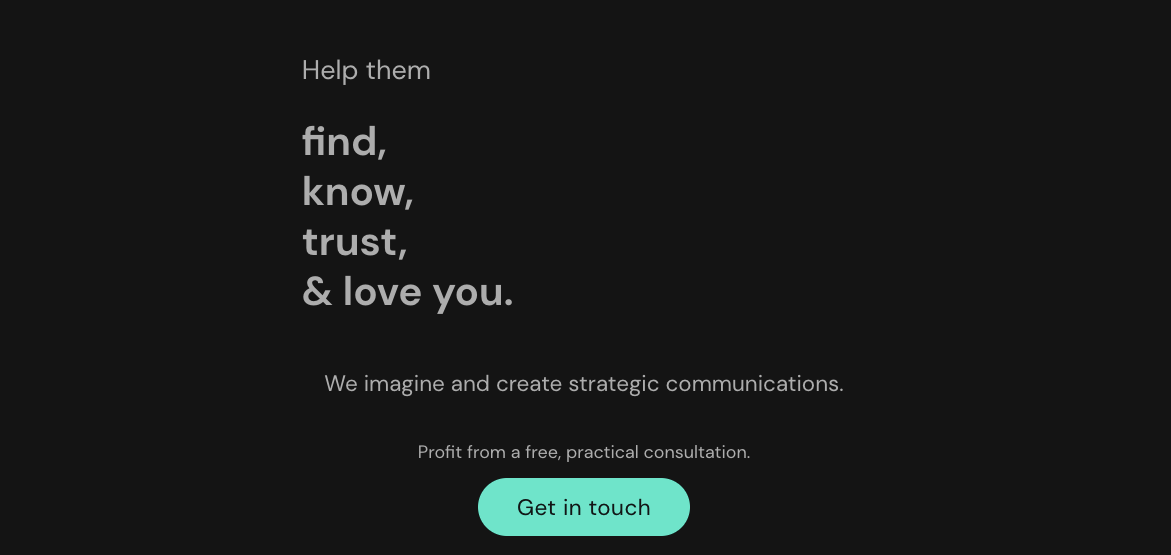 Help them
find,
know,
trust,
& love you.
We imagine and create strategic communications.
Profit from a free, practical consultation.
Get in touch